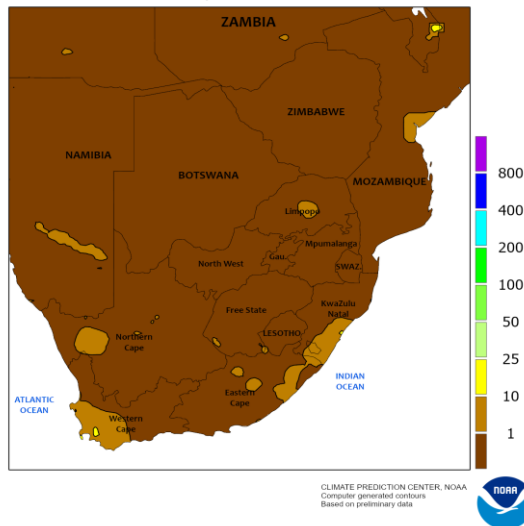 ZAMBIA
ZIMBABWE
NAMIBIA
BOTSWANA
MOZAMBIQUE
Limpopo
Mpumalanga
North West
Gau.
SWAZ.
Free State
KwaZulu
Natal
LESOTHO
Northern
Cape
Eastern
Cape
Western
Cape
ATLANTIC
OCEAN
INDIAN
OCEAN
800
400
200
100
50
25
10
1
CLIMATE PREDICTION CENTER, NOAA
Computer generated contours
Based on preliminary data
NOAA